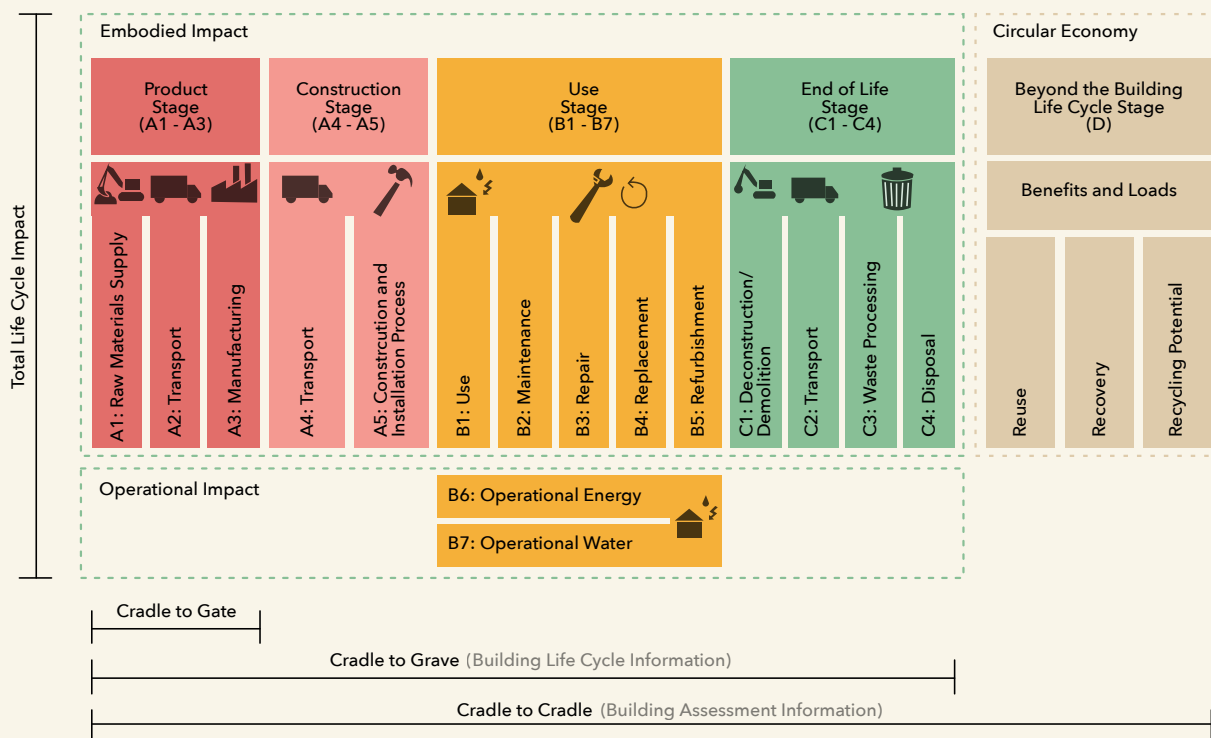 Total Life Cycle Impact
Embodied Impact
Product
Stage
(A1 - A3)
A1: Raw Materials Supply
A2: Transport
A3: Manufacturing
Construction
Stage
(A4 - A5)
A4: Transport
A5: Constrcution and
Installation Process
Use
Stage
(B1 - B7)
B1: Use
B2: Maintenance
B3: Repair
B4: Replacement
B5: Refurbishment
End of Life
Stage
(C1 - C4)
C1: Deconstruction/
Demolition
C2: Transport
C3: Waste Processing
C4: Disposal
Circular Economy
Beyond the Building
Life Cycle Stage
(D)
Benefits and Loads
Reuse
Recovery
Recycling Potential
Operational Impact
B6: Operational Energy
B7: Operational Water
Cradle to Gate
Cradle to Grave (Building Life Cycle Information)
Cradle to Cradle (Building Assessment Information)